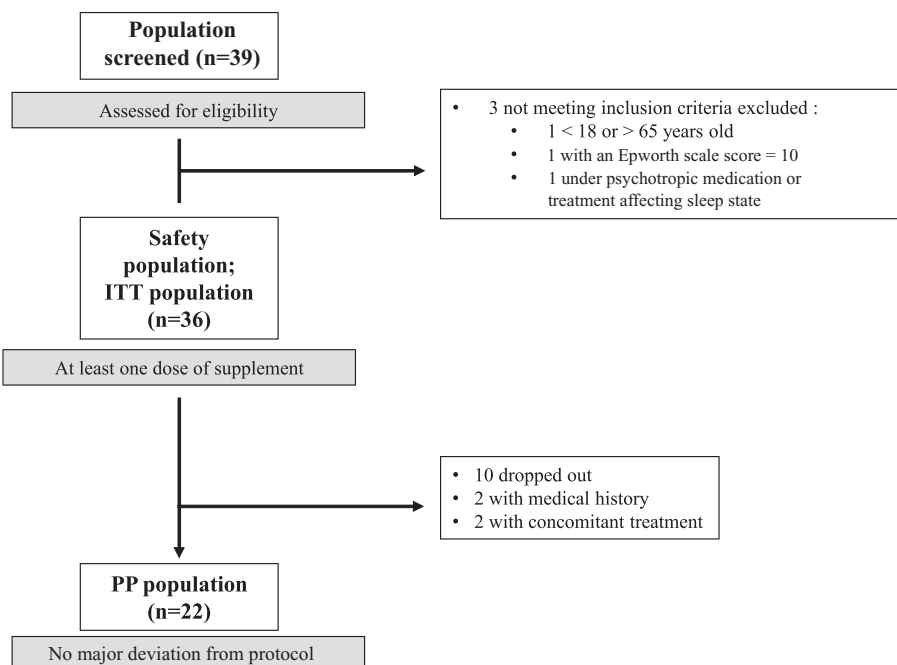 Population
screened (n=39)
Assessed for eligibility
• 3 not meeting inclusion criteria excluded :
• 1 < 18 or > 65 years old
• 1 with an Epworth scale score = 10
• 1 under psychotropic medication or
treatment affecting sleep state
Safety
population;
ITT population
(n=36)
At least one dose of supplement
• 10 dropped out
• 2 with medical history
• 2 with concomitant treatment
PP population
(n=22)
No major deviation from protocol